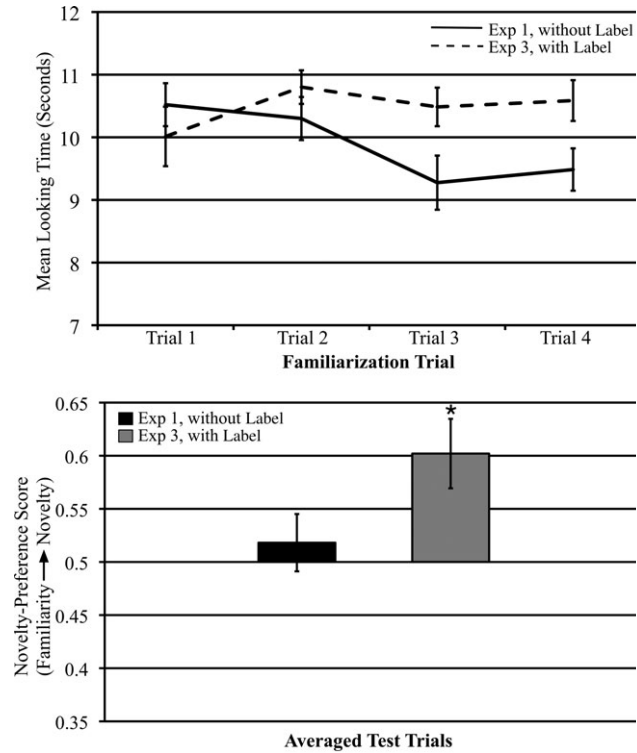 Exp 1, without Label
Exp 3, with Label
Mean Looking Time (Seconds)
12
11
10
9
8
7
Trial 1 Trial 2 Trial 3 Trial 4
Familiarization Trial
Exp 1, without Label
Exp 3, with Label
*
Novelty-Preference Score
(Familiarity → Novelty)
0.65
0.6
0.55
0.5
0.45
0.4
0.35
Averaged Test Trials